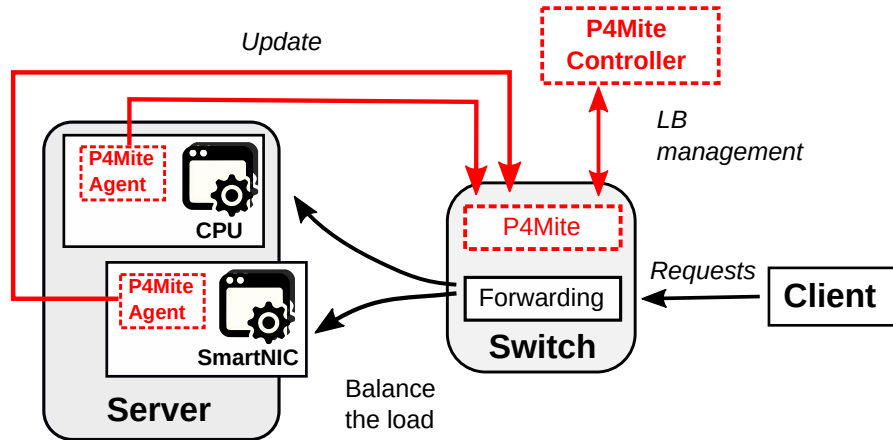 Update
P4Mite
Controller
LB
management
P4Mite
Agent
CPU
P4Mite
Agent
SmartNIC
Server
Balance
the load
P4Mite
Forwarding
Switch
Requests
Client